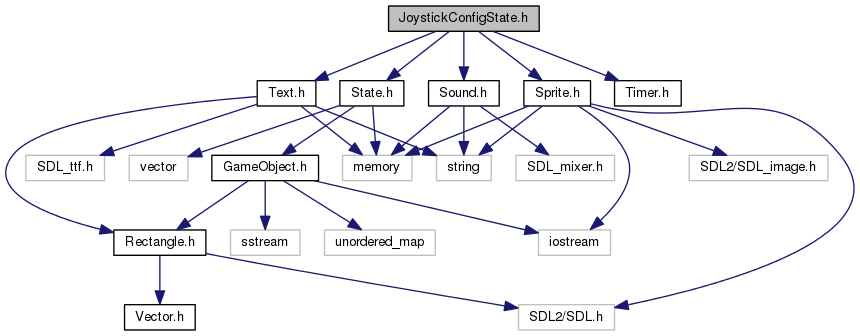 JoystickConfigState.h
Text.h
State.h
Sound.h
Sprite.h
Timer.h
SDL_ttf.h
vector
GameObject.h
memory
string
SDL_mixer.h
SDL2/SDL_image.h
Rectangle.h
sstream
unordered_map
iostream
Vector.h
SDL2/SDL.h